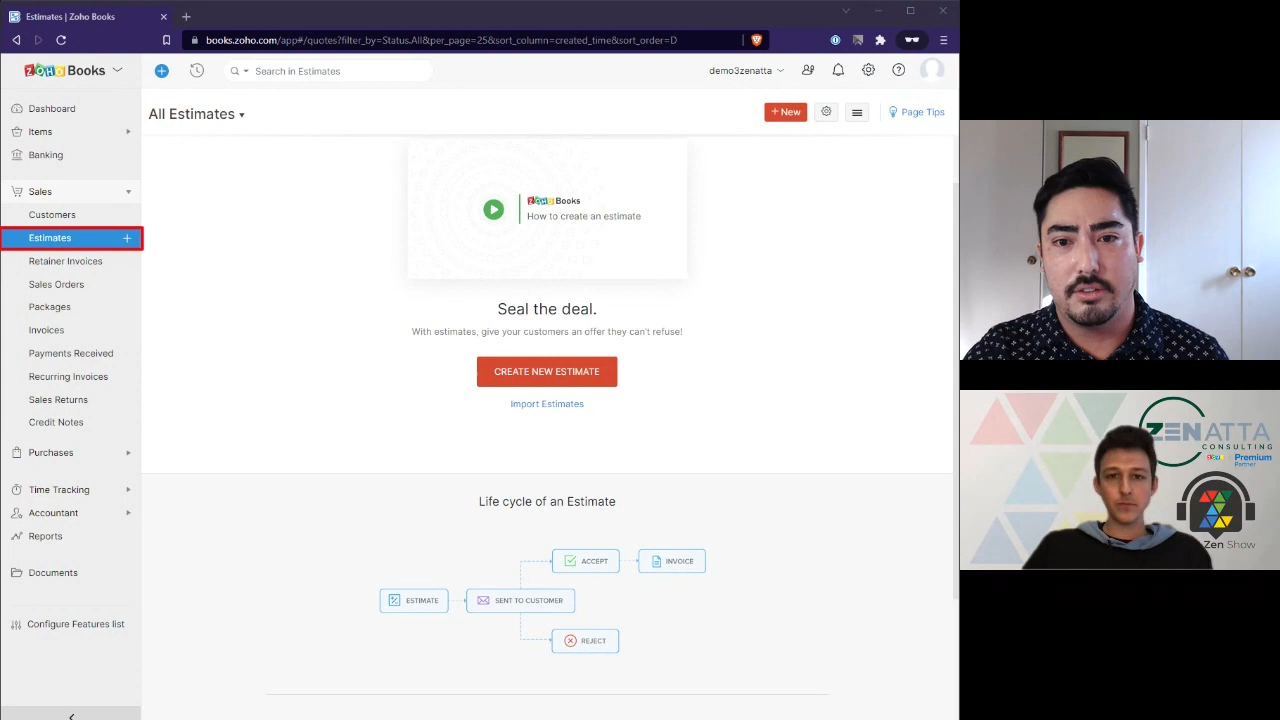 Estimates | Zoho Books
books.zoho.com/app#/quotes?filter_by=Status.All&per_page=25&sort_column=created_time&sort_order=D
ZOHO Books
Search in Estimates
demo3zenatta
Dashboard
Items
Banking
Sales
Customers
Estimates
Retainer Invoices
Sales Orders
Packages
Invoices
Payments Received
Recurring Invoices
Sales Returns
Credit Notes
Purchases
Time Tracking
Accountant
Reports
Documents
Configure Features list
All Estimates
+ New
Page Tips
ZOHO Books
How to create an estimate
Seal the deal.
With estimates, give your customers an offer they can't refuse!
CREATE NEW ESTIMATE
Import Estimates
Life cycle of an Estimate
ESTIMATE
SENT TO CUSTOMER
ACCEPT
INVOICE
REJECT
ZENATTA
CONSULTING
ZOHO Premium
Partner
Zen Show